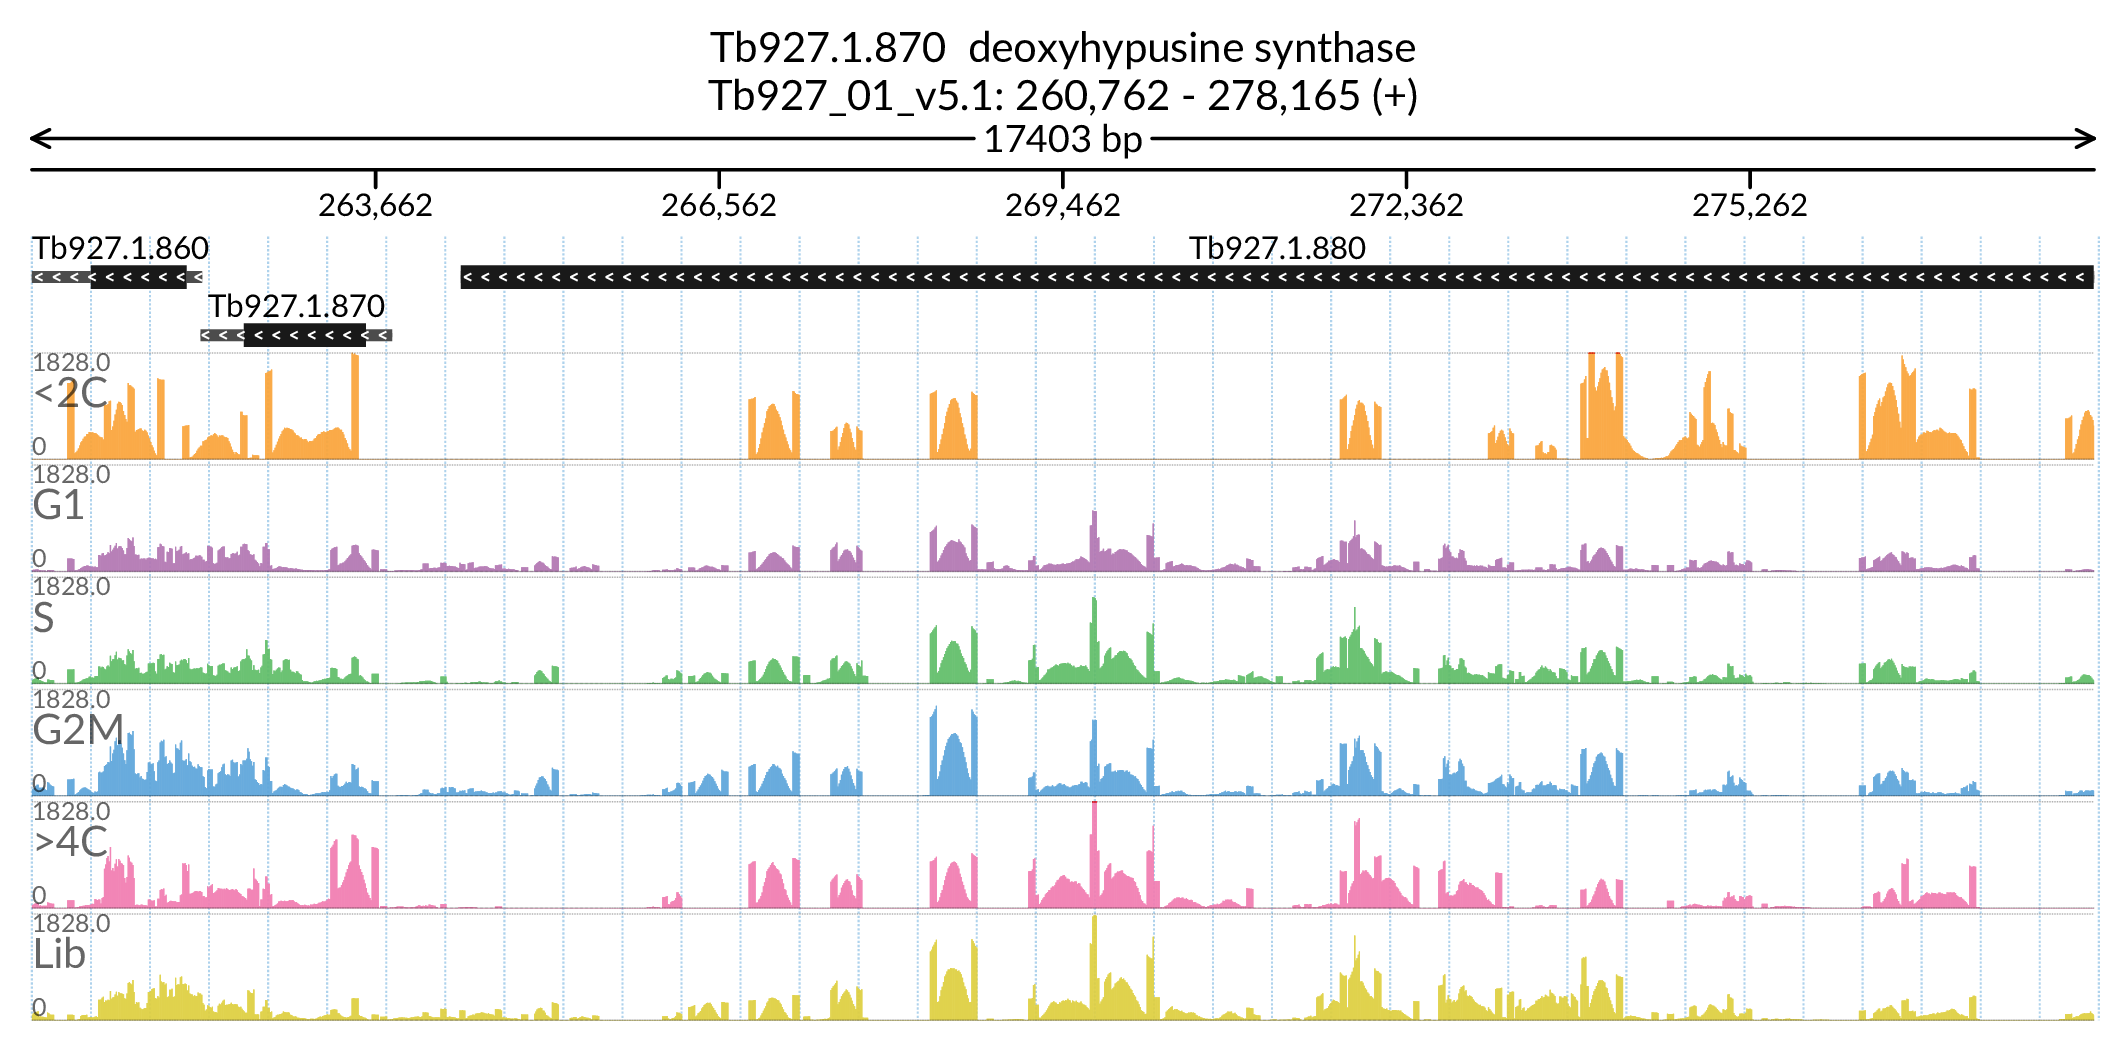 Tb927.1.870  deoxyhypusine synthase
Tb927_01_v5.1: 260,762 - 278,165 (+)
17403 bp
263,662 266,562 269,462 272,362 275,262
Tb927.1.860 Tb927.1.880
Tb927.1.870
1828.0
<2C
0
1828.0
G1
0
1828.0
S
0
1828.0
G2M
0
1828.0
>4C
0
1828.0
Lib
0